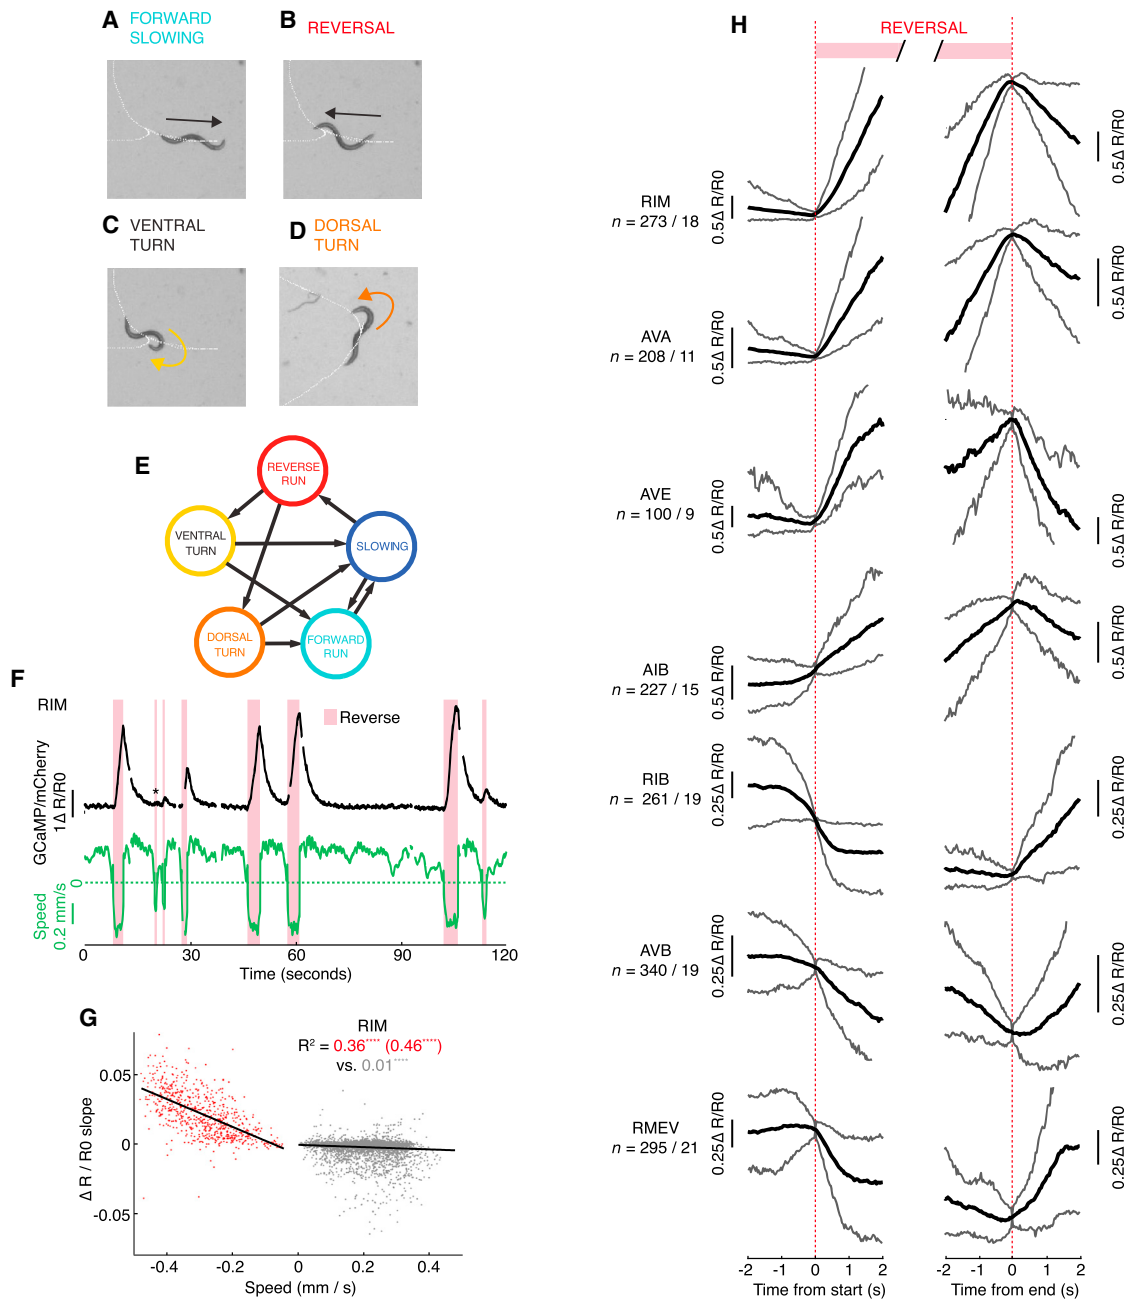 A
FORWARD
SLOWING
B
REVERSAL
C
VENTRAL
TURN
D
DORSAL
TURN
E
REVERSE
RUN
VENTRAL
TURN
SLOWING
DORSAL
TURN
FORWARD
RUN
F
RIM
Reverse
*
GCaMP/mCherry
1Δ R/R0
Speed
0.2 mm/s
0
0 30 60 90 120
Time (seconds)
G
RIM
R² = 0.36**** (0.46****)
vs. 0.01****
Δ R / R0 slope
0.05
0
-0.05
-0.4 -0.2 0 0.2 0.4
Speed (mm / s)
H
REVERSAL
RIM
n = 273 / 18
0.5Δ R/R0
0.5Δ R/R0
AVA
n = 208 / 11
0.5Δ R/R0
0.5Δ R/R0
AVE
n = 100 / 9
0.5Δ R/R0
0.5Δ R/R0
AIB
n = 227 / 15
0.5Δ R/R0
0.5Δ R/R0
RIB
n = 261 / 19
0.25Δ R/R0
0.25Δ R/R0
AVB
n = 340 / 19
0.25Δ R/R0
0.25Δ R/R0
RMEV
n = 295 / 21
0.25Δ R/R0
0.25Δ R/R0
-2 -1 0 1 2
Time from start (s)
-2 -1 0 1 2
Time from end (s)